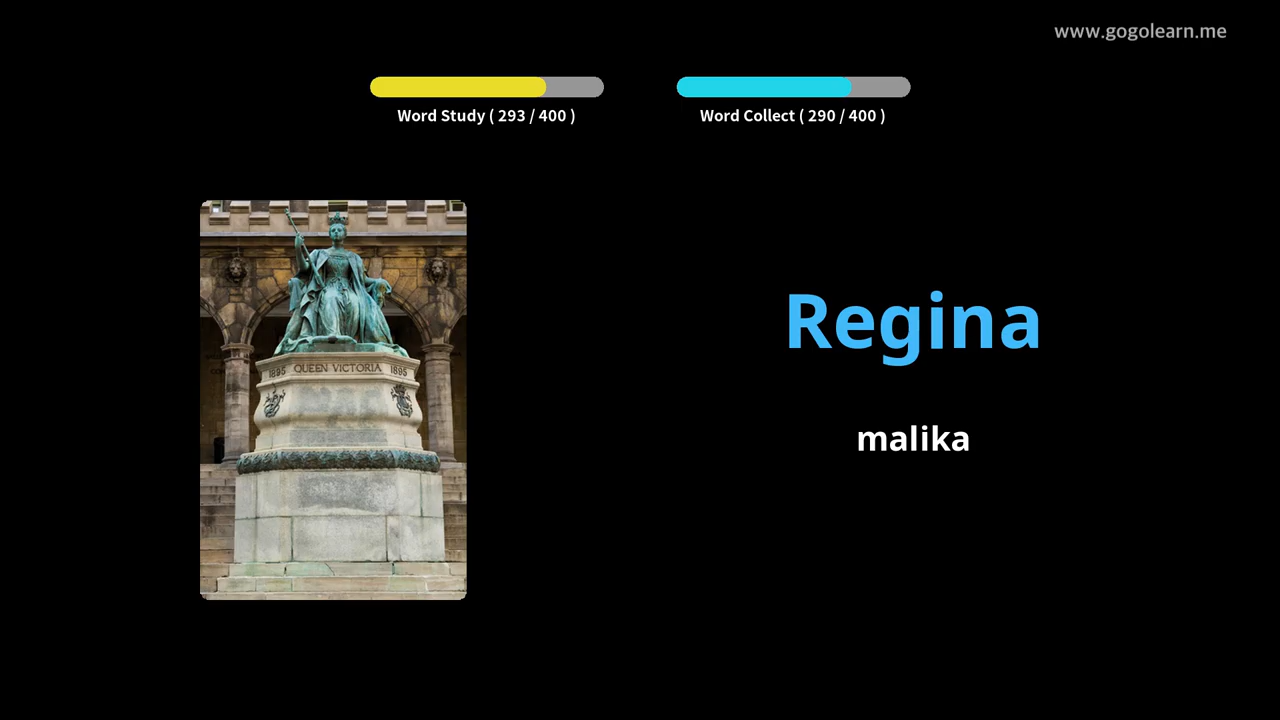 www.gogolearn.me
Word Study ( 293 / 400 )
Word Collect ( 290 / 400 )
1895 QUEEN VICTORIA 1895
Regina
malika